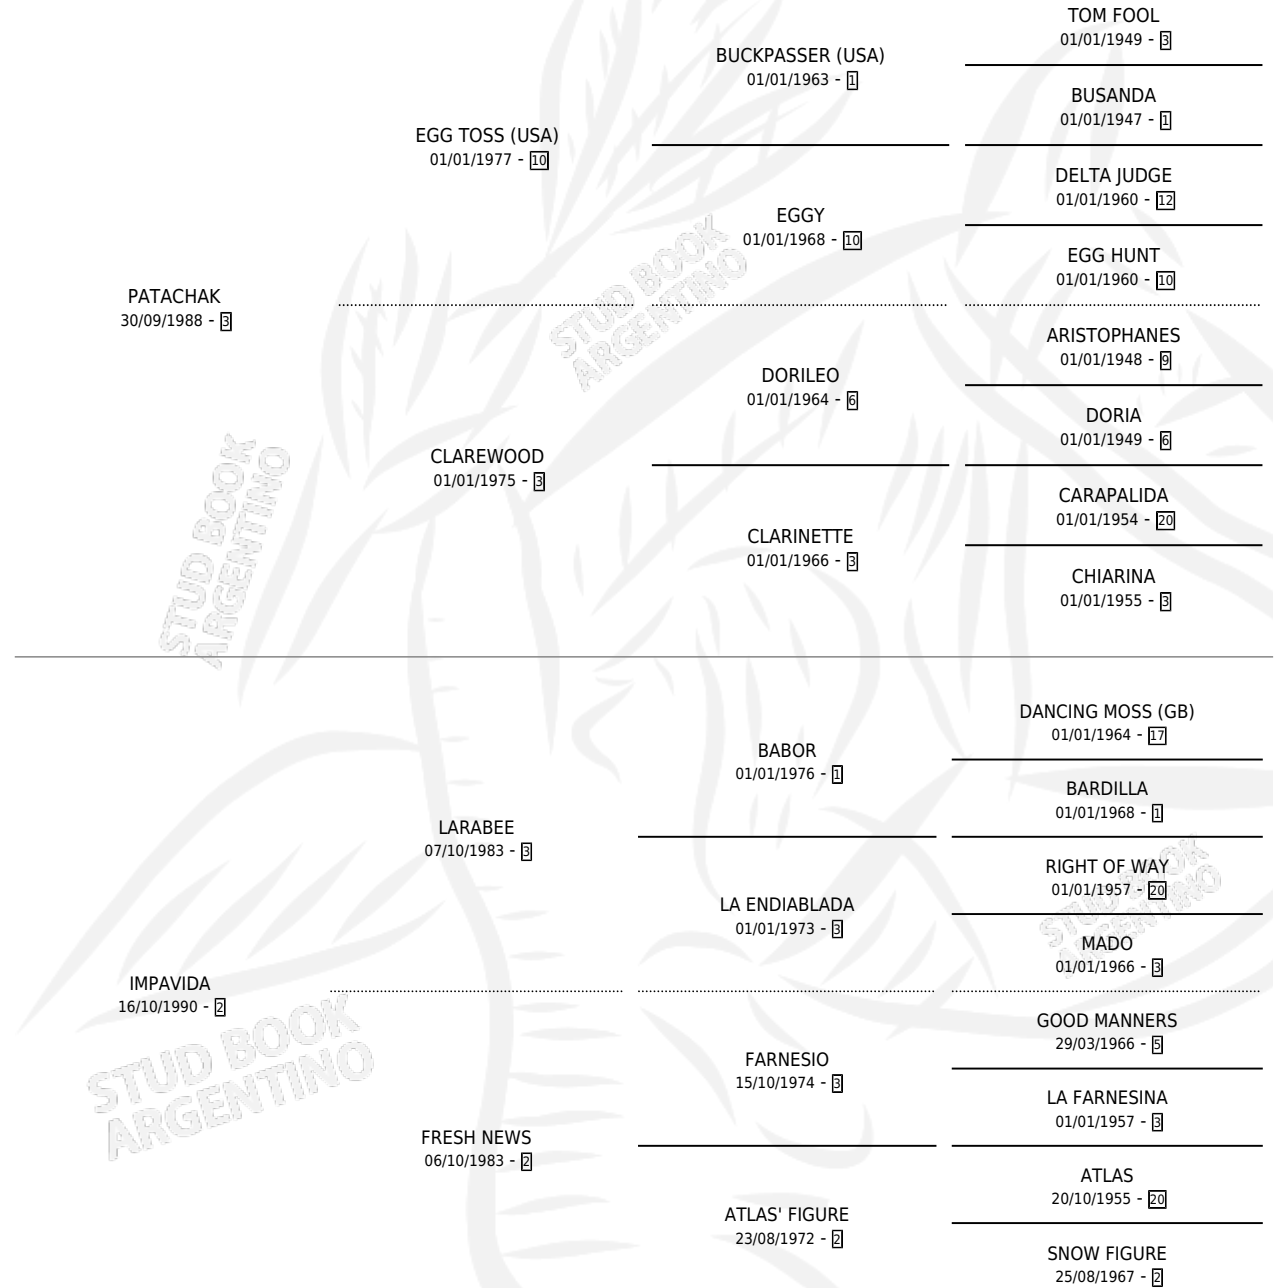 TOM FOOL
01/01/1949 - 3
BUCKPASSER (USA)
01/01/1963 - 1
BUSANDA
01/01/1947 - 1
EGG TOSS (USA)
01/01/1977 - 10
DELTA JUDGE
01/01/1960 - 12
EGGY
01/01/1968 - 10
EGG HUNT
01/01/1960 - 10
PATACHAK
30/09/1988 - 3
STUD BOOK
ARGENTINO
ARISTOPHANES
01/01/1948 - 9
DORILEO
01/01/1964 - 6
DORIA
01/01/1949 - 6
CLAREWOOD
01/01/1975 - 3
CARAPALIDA
01/01/1954 - 20
CLARINETTE
01/01/1966 - 3
CHIARINA
01/01/1955 - 3
STUD BOOK
ARGENTINO
DANCING MOSS (GB)
01/01/1964 - 17
BABOR
01/01/1976 - 1
BARDILLA
01/01/1968 - 1
LARABEE
07/10/1983 - 3
RIGHT OF WAY
01/01/1957 - 20
LA ENDIABLADA
01/01/1973 - 3
MADO
01/01/1966 - 3
STUD BOOK
ARGENTINO
IMPAVIDA
16/10/1990 - 2
GOOD MANNERS
29/03/1966 - 5
FARNESIO
15/10/1974 - 3
LA FARNESINA
01/01/1957 - 3
STUD BOOK
ARGENTINO
FRESH NEWS
06/10/1983 - 2
ATLAS
20/10/1955 - 20
ATLAS' FIGURE
23/08/1972 - 2
SNOW FIGURE
25/08/1967 - 2